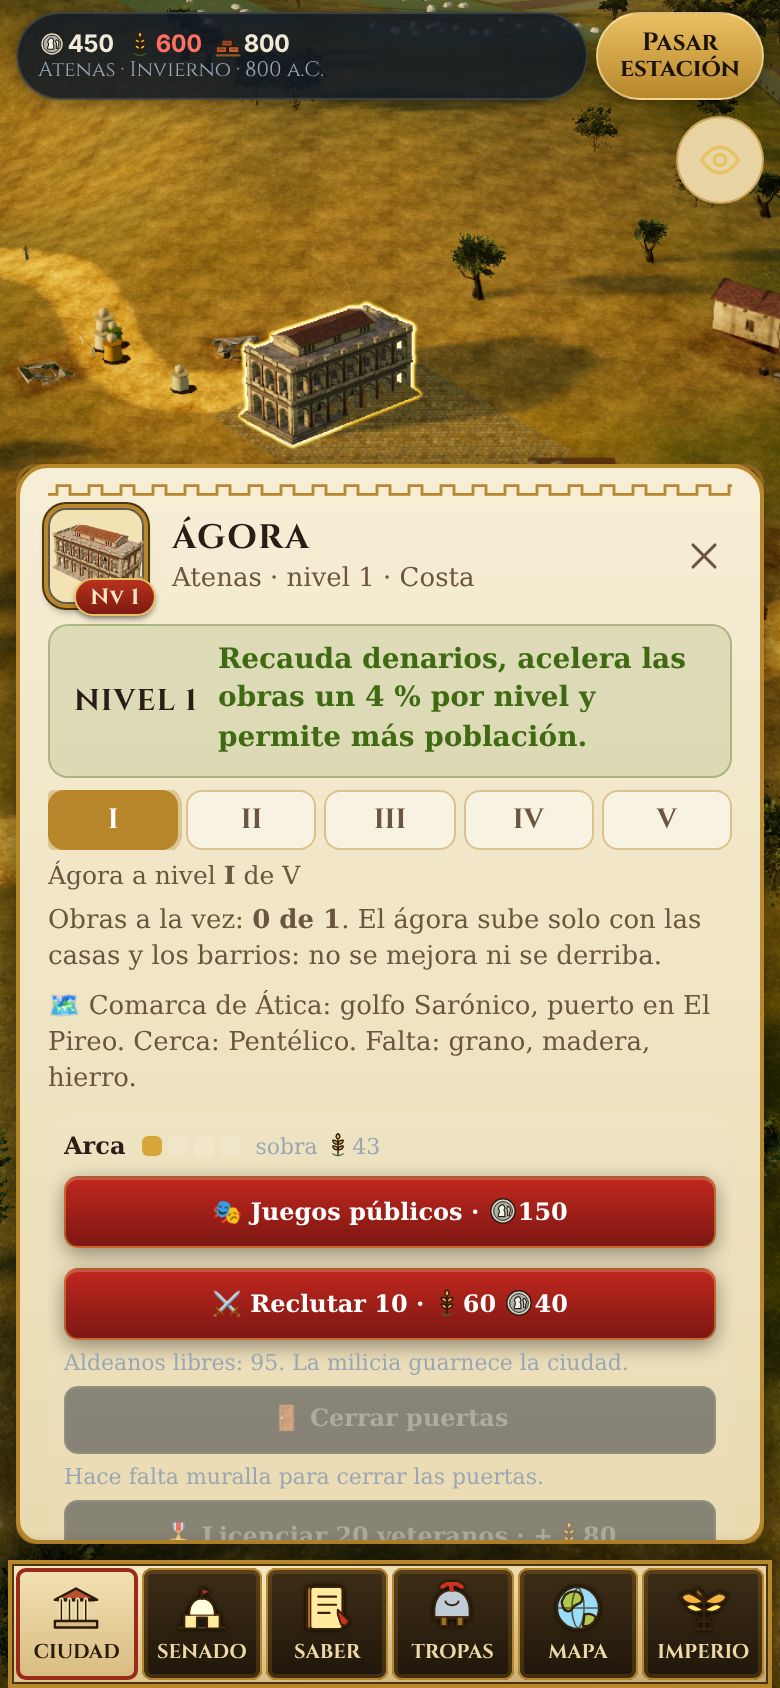 450 600 800
Atenas · Invierno · 800 a.C.
Pasar
estación
Ágora
Atenas · nivel 1 · Costa
Nv 1
Nivel 1
Recauda denarios, acelera las
obras un 4 % por nivel y
permite más población.
I II III IV V
Ágora a nivel I de V
Obras a la vez: 0 de 1. El ágora sube solo con las
casas y los barrios: no se mejora ni se derriba.
Comarca de Ática: golfo Sarónico, puerto en El
Pireo. Cerca: Pentélico. Falta: grano, madera,
hierro.
Arca sobra 43
Juegos públicos · 150
Reclutar 10 · 60 40
Aldeanos libres: 95. La milicia guarnece la ciudad.
Cerrar puertas
Hace falta muralla para cerrar las puertas.
Licenciar 20 veteranos · + 80
Ciudad Senado Saber Tropas Mapa Imperio